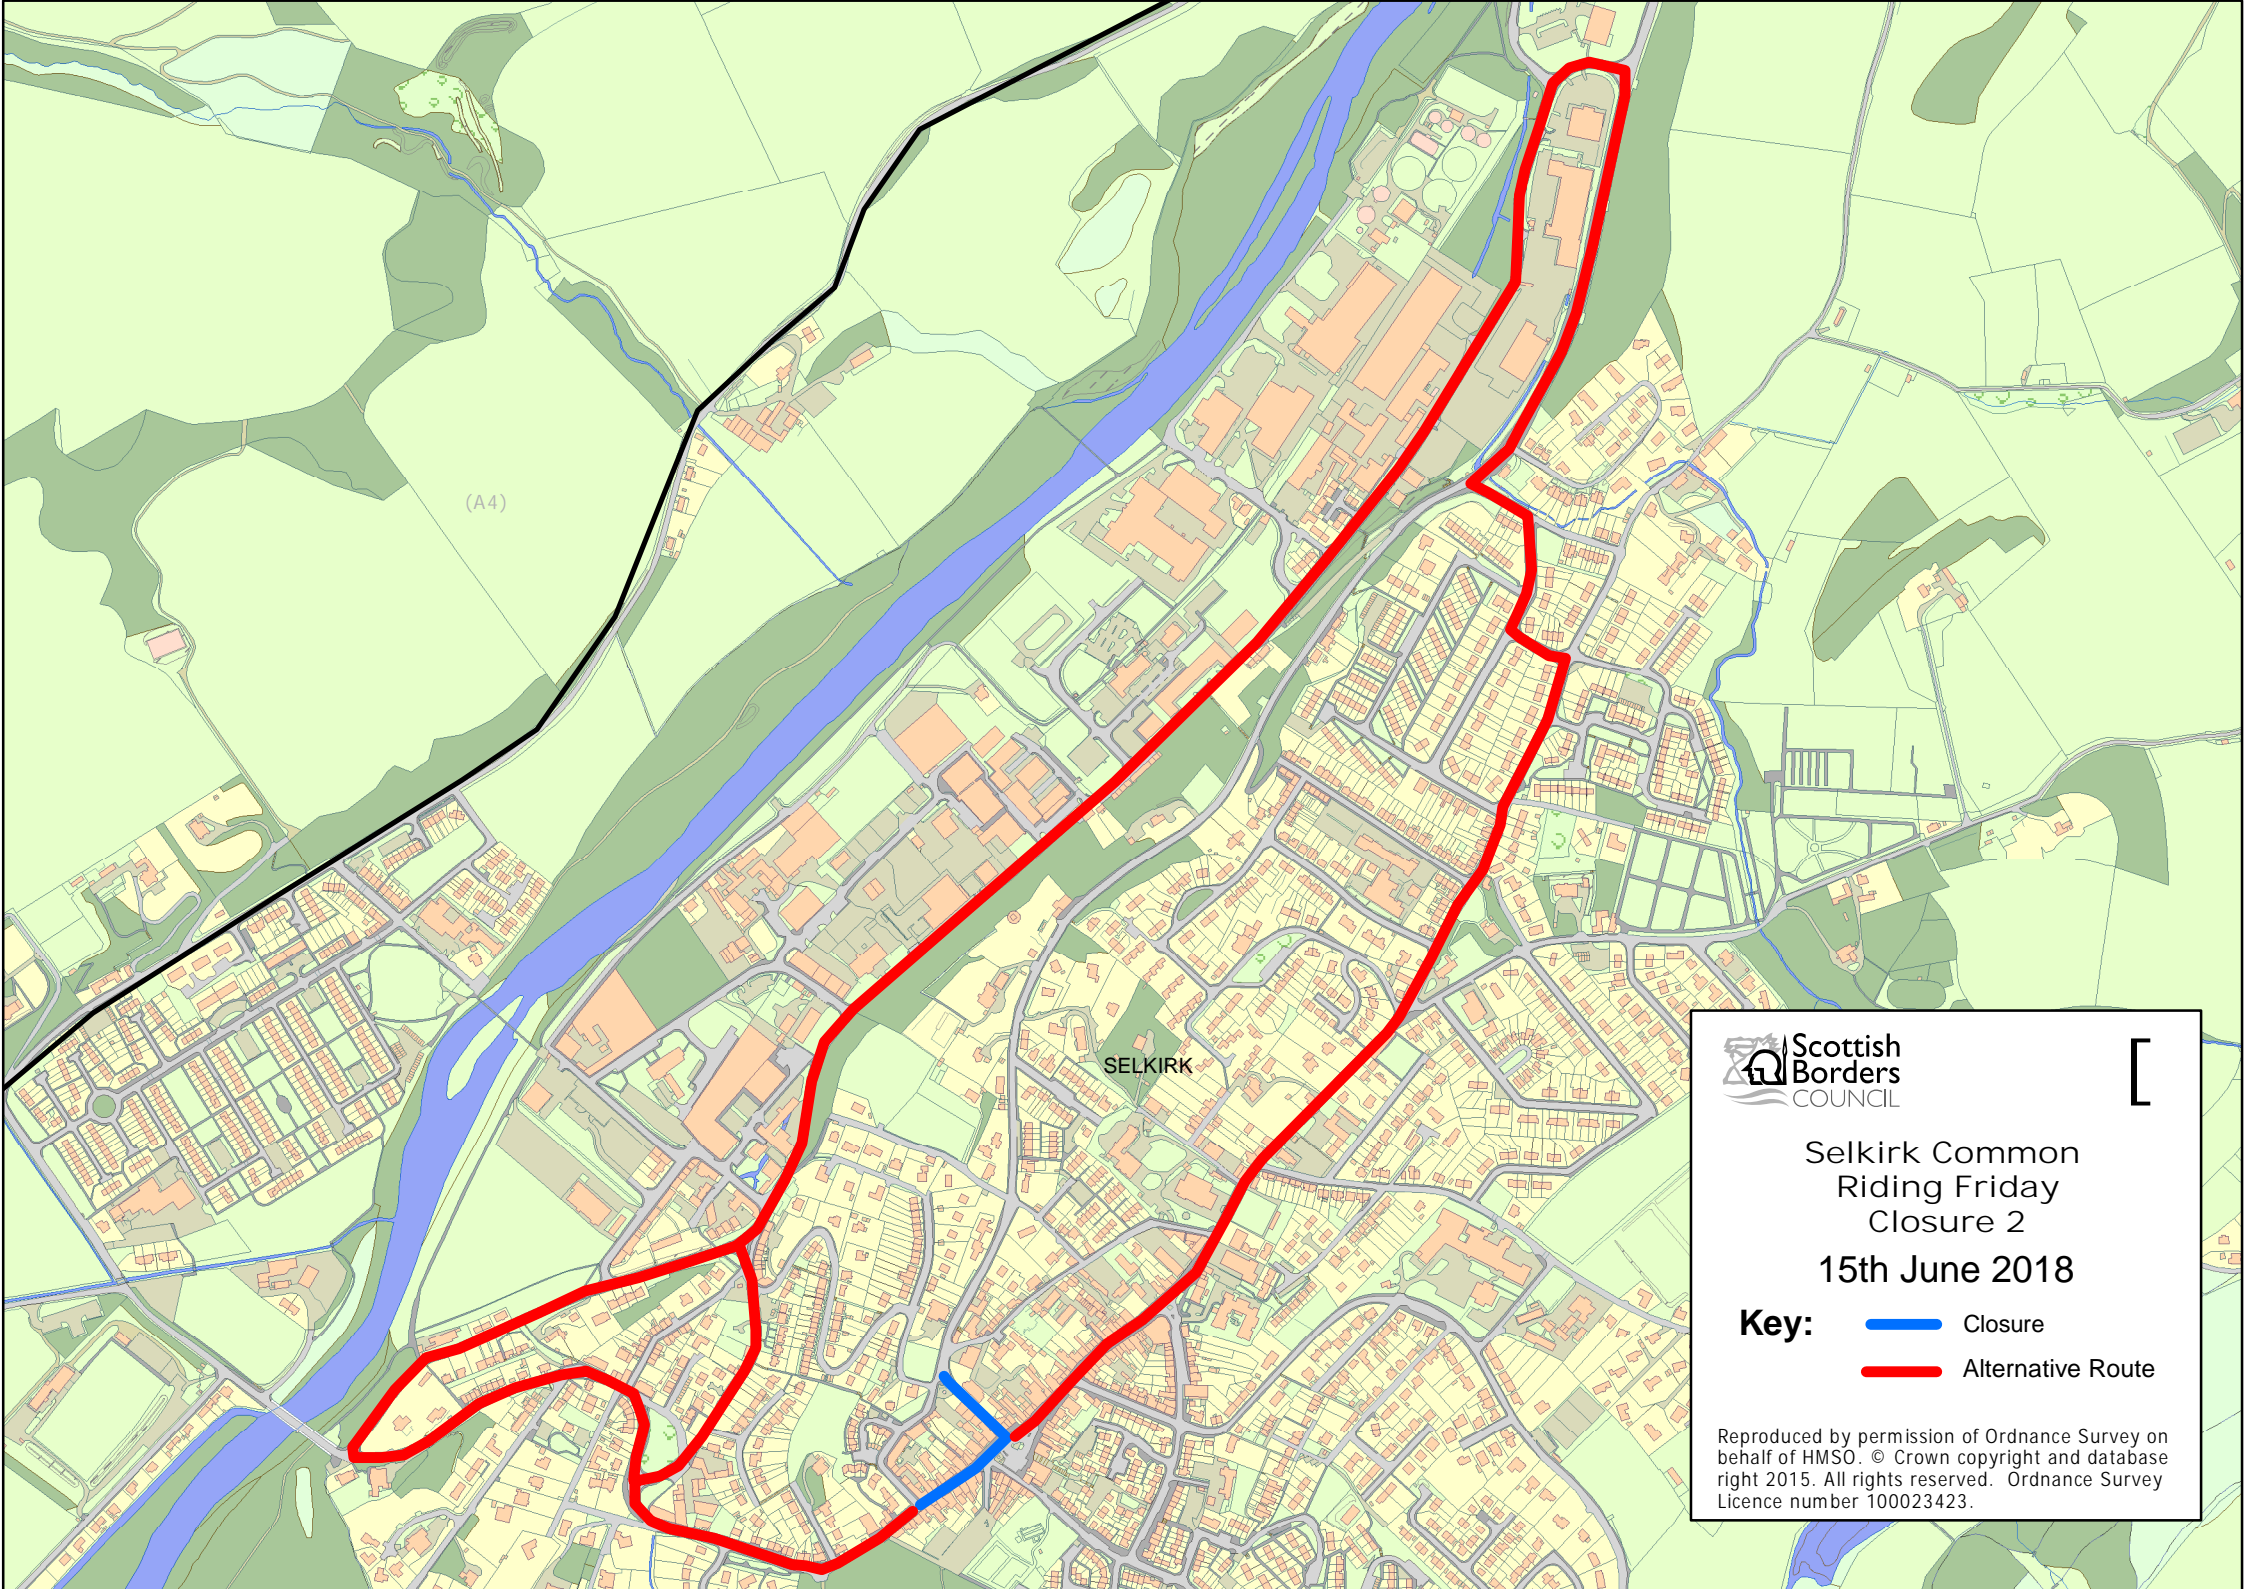 (A4)
SELKIRK
Scottish
Borders
COUNCIL
[
Selkirk Common
Riding Friday
Closure 2
15th June 2018
Key:
Closure
Alternative Route
Reproduced by permission of Ordnance Survey on
behalf of HMSO. © Crown copyright and database
right 2015. All rights reserved. Ordnance Survey
Licence number 100023423.